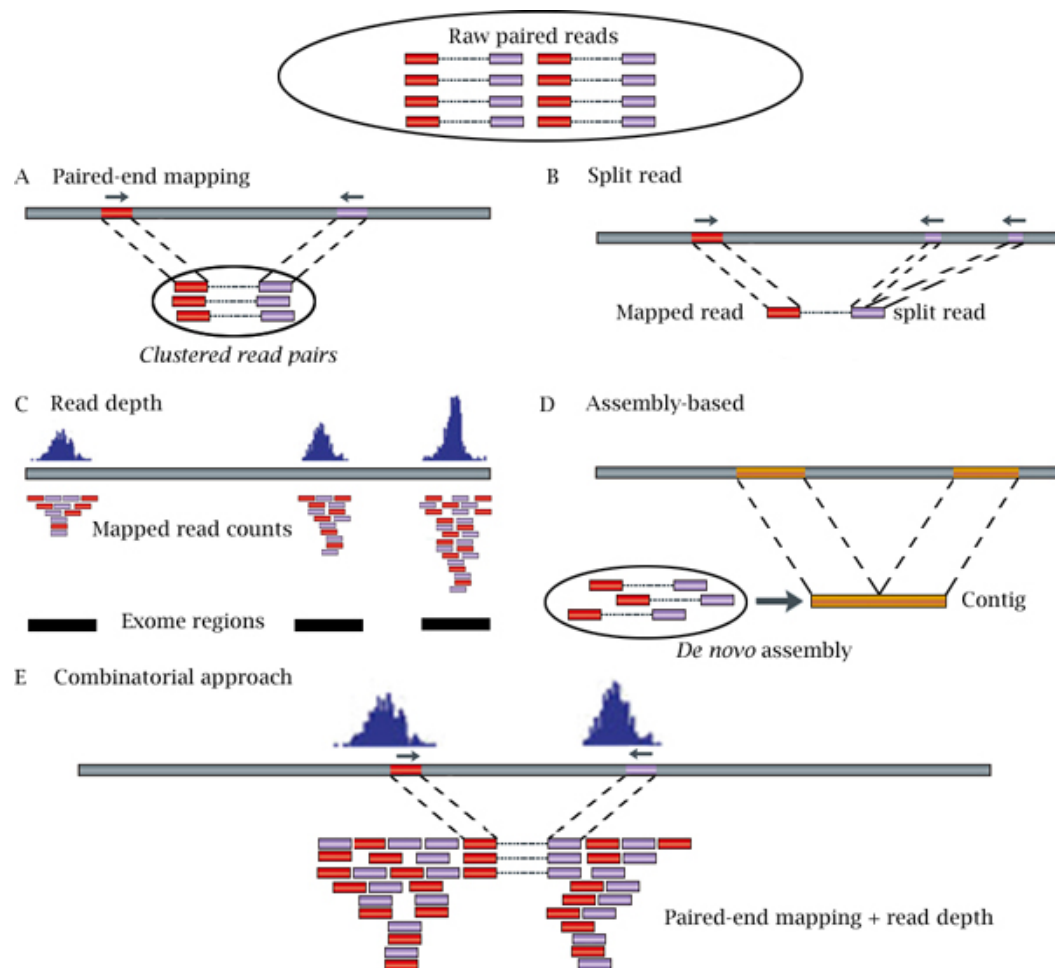 Raw paired reads
A Paired-end mapping
Clustered read pairs
B Split read
Mapped read
split read
C Read depth
Mapped read counts
Exome regions
D Assembly-based
Contig
De novo assembly
E Combinatorial approach
Paired-end mapping + read depth